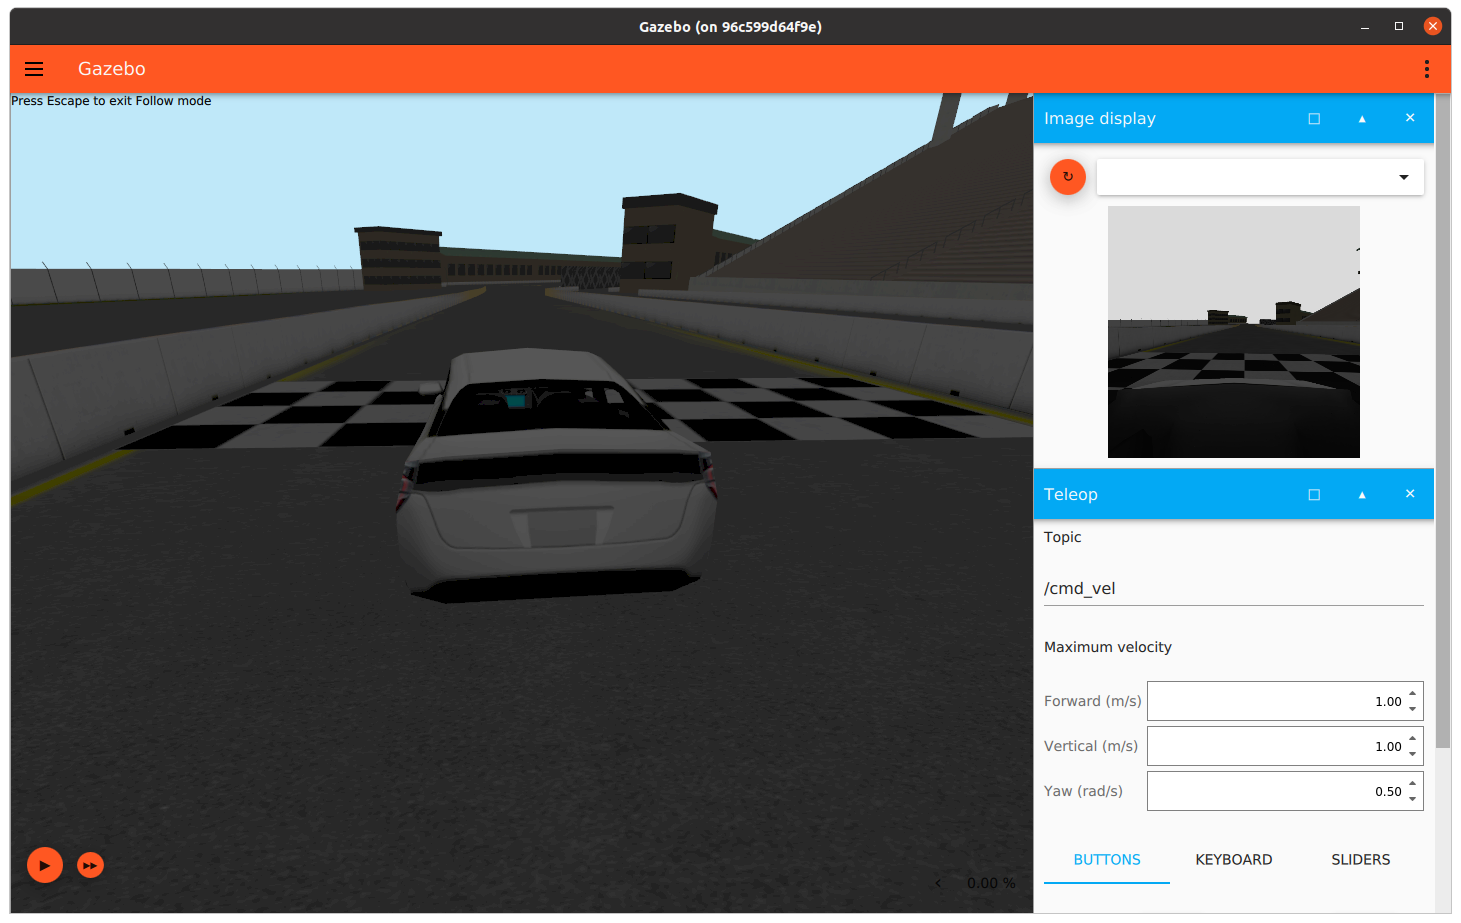 Gazebo (on 96c599d64f9e)
Gazebo
Press Escape to exit Follow mode
Image display
Teleop
Topic
/cmd_vel
Maximum velocity
Forward (m/s) 1.00
Vertical (m/s) 1.00
Yaw (rad/s) 0.50
BUTTONS KEYBOARD SLIDERS
0.00 %